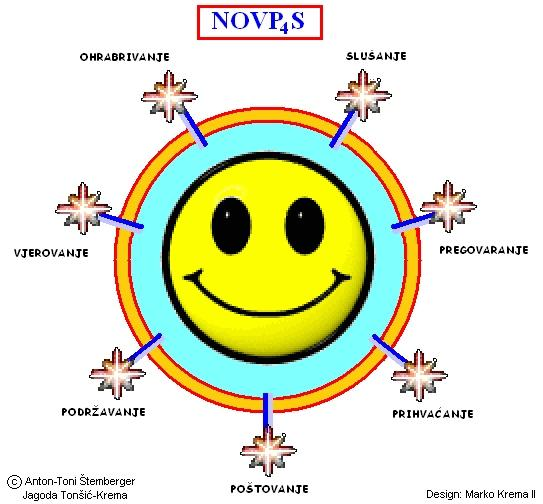 NOVP₄S
OHRABRIVANJE
SLUŠANJE
VJEROVANJE
PREGOVARANJE
PODRŽAVANJE
PRIHVAĆANJE
POŠTOVANJE
© Anton-Toni Štemberger
Jagoda Tonšić-Krema
Design: Marko Krema II